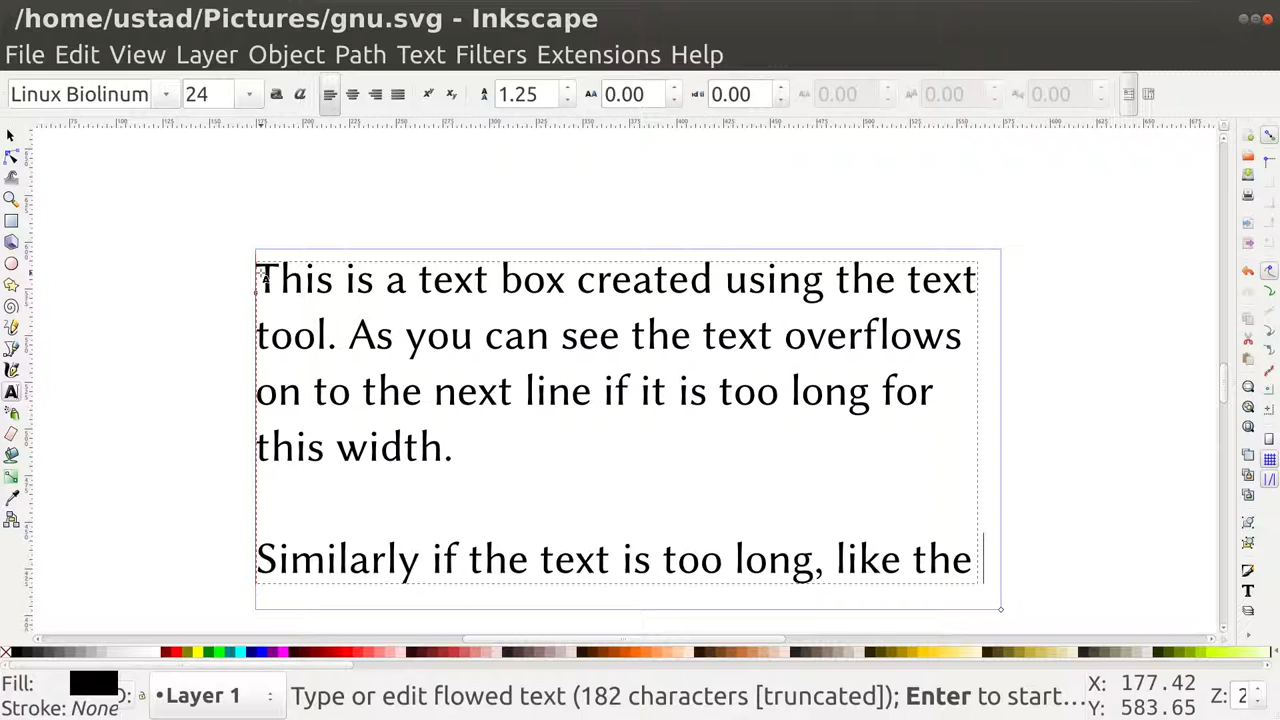 /home/ustad/Pictures/gnu.svg - Inkscape
File Edit View Layer Object Path Text Filters Extensions Help
Linux Biolinum 24 1.25 0.00 0.00 0.00 0.00 0.00
This is a text box created using the text
tool. As you can see the text overflows
on to the next line if it is too long for
this width.
Similarly if the text is too long, like the
Fill:
Stroke: None
O:
•Layer 1
Type or edit flowed text (182 characters [truncated]); Enter to start…
X: 177.42
Y: 583.65
Z: 2